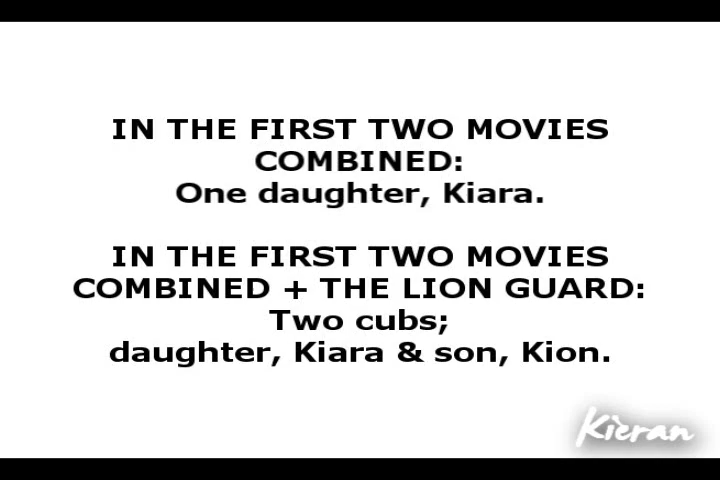 IN THE FIRST TWO MOVIES
COMBINED:
One daughter, Kiara.
IN THE FIRST TWO MOVIES
COMBINED + THE LION GUARD:
Two cubs;
daughter, Kiara & son, Kion.
Kieran